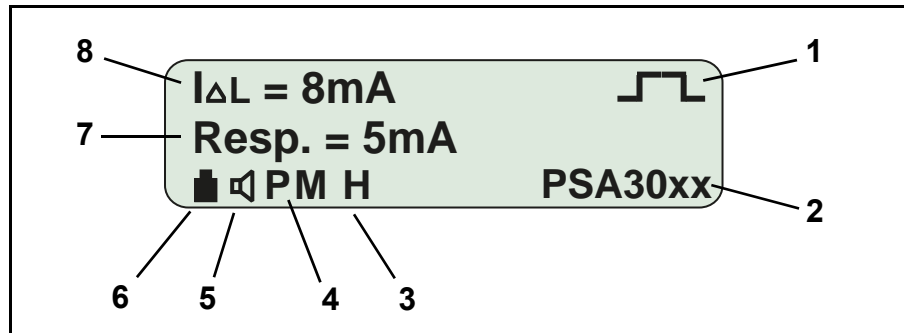 8
1
I∆L = 8mA
7
Resp. = 5mA
PM H PSA30xx
2
6 5 4 3